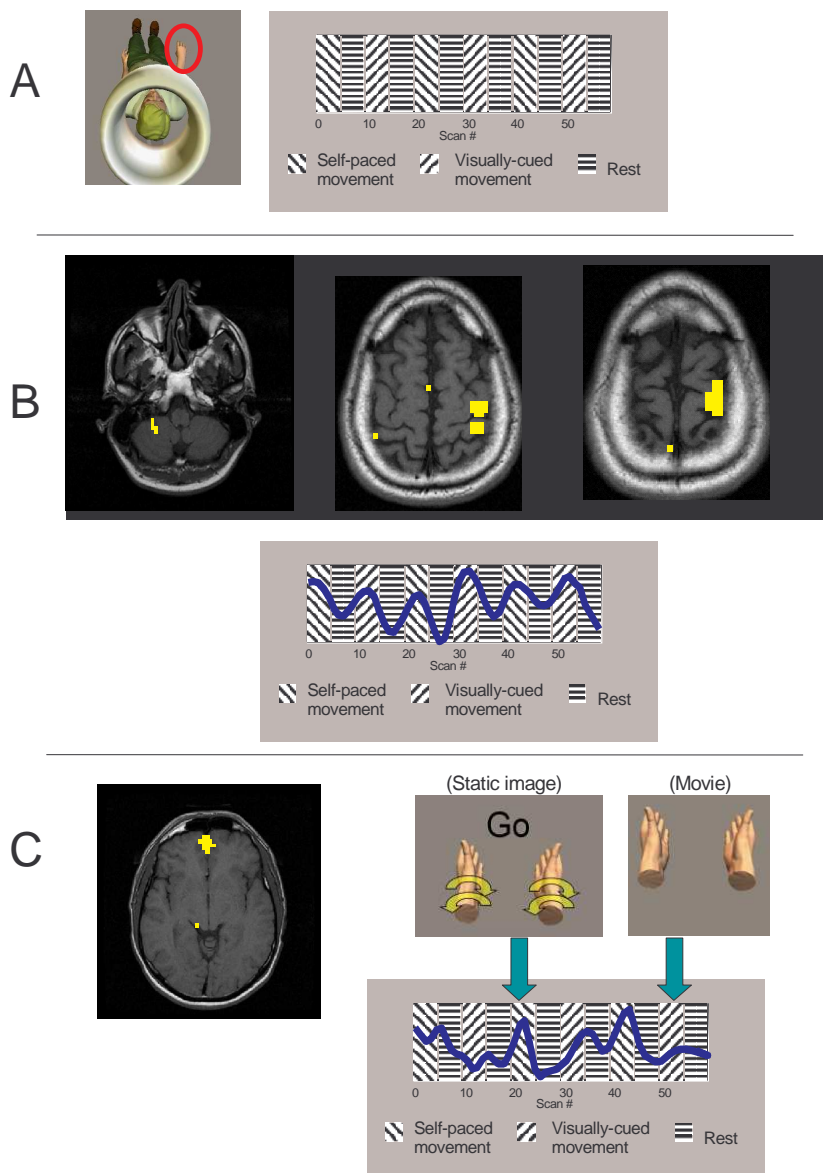 A
0 10 20 30 40 50
Scan #
Self-paced movement
Visually-cued movement
Rest
B
0 10 20 30 40 50
Scan #
Self-paced movement
Visually-cued movement
Rest
C
(Static image)
(Movie)
Go
0 10 20 30 40 50
Scan #
Self-paced movement
Visually-cued movement
Rest